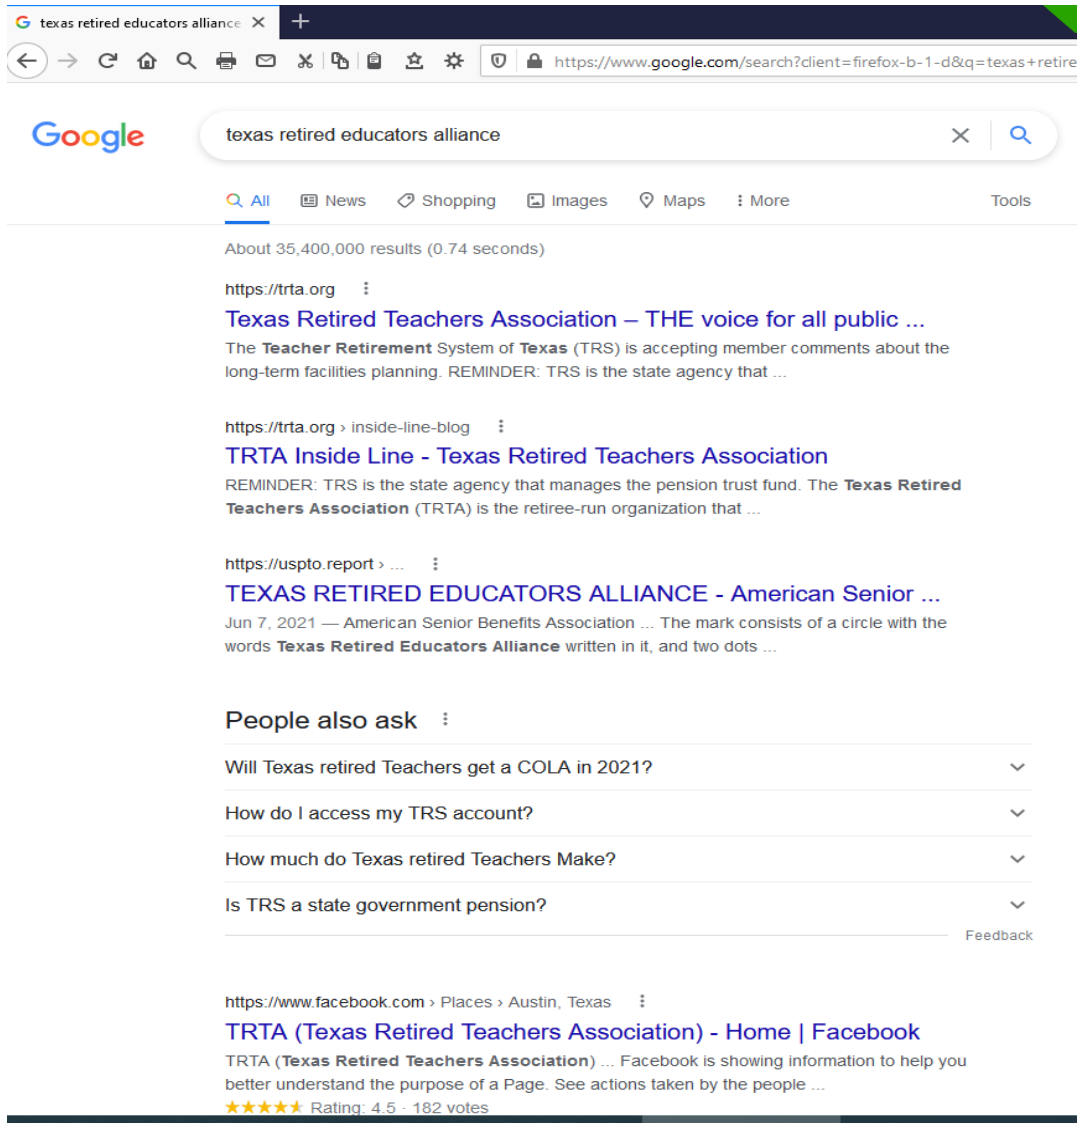 texas retired educators alliance
https://www.google.com/search?client=firefox-b-1-d&q=texas+retire
Google
texas retired educators alliance
All News Shopping Images Maps More Tools
About 35,400,000 results (0.74 seconds)
https://trta.org
Texas Retired Teachers Association – THE voice for all public ...
The Teacher Retirement System of Texas (TRS) is accepting member comments about the
long-term facilities planning. REMINDER: TRS is the state agency that ...
https://trta.org › inside-line-blog
TRTA Inside Line - Texas Retired Teachers Association
REMINDER: TRS is the state agency that manages the pension trust fund. The Texas Retired
Teachers Association (TRTA) is the retiree-run organization that ...
https://uspto.report › ...
TEXAS RETIRED EDUCATORS ALLIANCE - American Senior ...
Jun 7, 2021 — American Senior Benefits Association ... The mark consists of a circle with the
words Texas Retired Educators Alliance written in it, and two dots ...
People also ask
Will Texas retired Teachers get a COLA in 2021?
How do I access my TRS account?
How much do Texas retired Teachers Make?
Is TRS a state government pension?
Feedback
https://www.facebook.com › Places › Austin, Texas
TRTA (Texas Retired Teachers Association) - Home | Facebook
TRTA (Texas Retired Teachers Association) ... Facebook is showing information to help you
better understand the purpose of a Page. See actions taken by the people ...
Rating: 4.5 · 182 votes